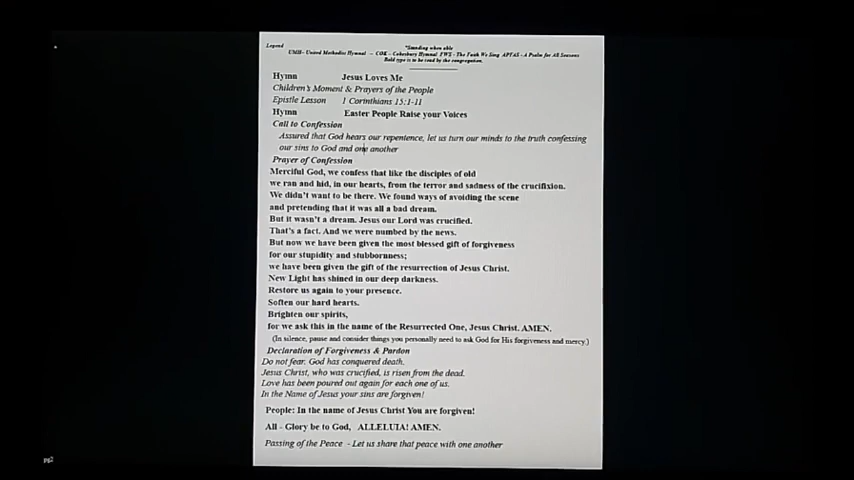 Legend
*Standing when able
UMH - United Methodist Hymnal - COK - Cokesbury Hymnal FWS - The Faith We Sing APFAS - A Psalm for All Seasons
Bold type is to be read by the congregation.
Hymn Jesus Loves Me
Children's Moment & Prayers of the People
Epistle Lesson 1 Corinthians 15:1-11
Hymn Easter People Raise your Voices
Call to Confession
Assured that God hears our repentence, let us turn our minds to the truth confessing
our sins to God and one another
Prayer of Confession
Merciful God, we confess that like the disciples of old
we ran and hid, in our hearts, from the terror and sadness of the crucifixion.
We didn't want to be there. We found ways of avoiding the scene
and pretending that it was all a bad dream.
But it wasn't a dream. Jesus our Lord was crucified.
That's a fact. And we were numbed by the news.
But now we have been given the most blessed gift of forgiveness
for our stupidity and stubbornness;
we have been given the gift of the resurrection of Jesus Christ.
New Light has shined in our deep darkness.
Restore us again to your presence.
Soften our hard hearts.
Brighten our spirits,
for we ask this in the name of the Resurrected One, Jesus Christ. AMEN.
(In silence, pause and consider things you personally need to ask God for His forgiveness and mercy.)
Declaration of Forgiveness & Pardon
Do not fear. God has conquered death.
Jesus Christ, who was crucified, is risen from the dead.
Love has been poured out again for each one of us.
In the Name of Jesus your sins are forgiven!
People: In the name of Jesus Christ You are forgiven!
All - Glory be to God, ALLELUIA! AMEN.
Passing of the Peace - Let us share that peace with one another
pg2